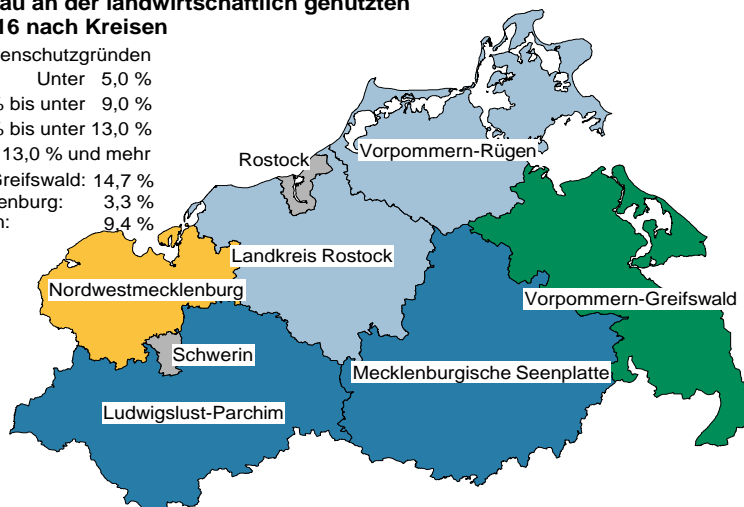 au an der landwirtschaftlich genutzten
16 nach Kreisen
enschutzgründen
Unter 5,0 %
% bis unter 9,0 %
% bis unter 13,0 %
13,0 % und mehr
Greifswald: 14,7 %
enburg: 3,3 %
n: 9,4 %
Rostock
Vorpommern-Rügen
Landkreis Rostock
Nordwestmecklenburg
Vorpommern-Greifswald
Schwerin
Mecklenburgische Seenplatte
Ludwigslust-Parchim